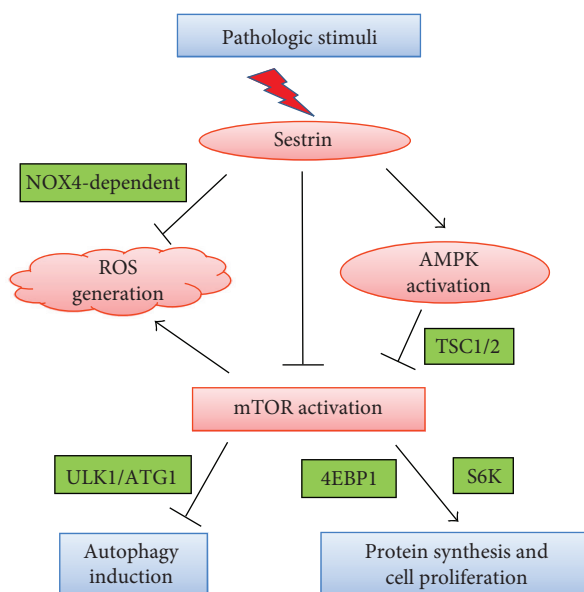 Pathologic stimuli
Sestrin
NOX4-dependent
ROS
generation
AMPK
activation
TSC1/2
mTOR activation
ULK1/ATG1
4EBP1
S6K
Autophagy
induction
Protein synthesis and
cell proliferation